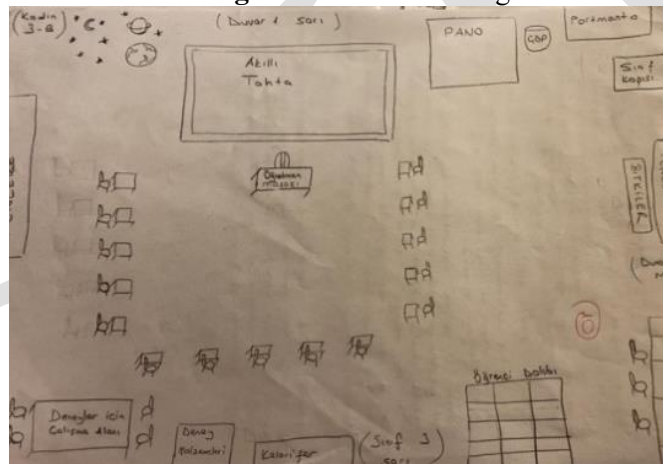 (Kadın
3-B)
(Duvar 1 sarı)
Akıllı
Tahta
PANO
ÇÖP
Portmanto
Sınıf
Kapısı
Öğretmen
masası
BİTKİLER
Öğrenci Dolabı
Deneyler için
Çalışma Alanı
Deney
Kalorifer
(Sınıf 3
sarı)